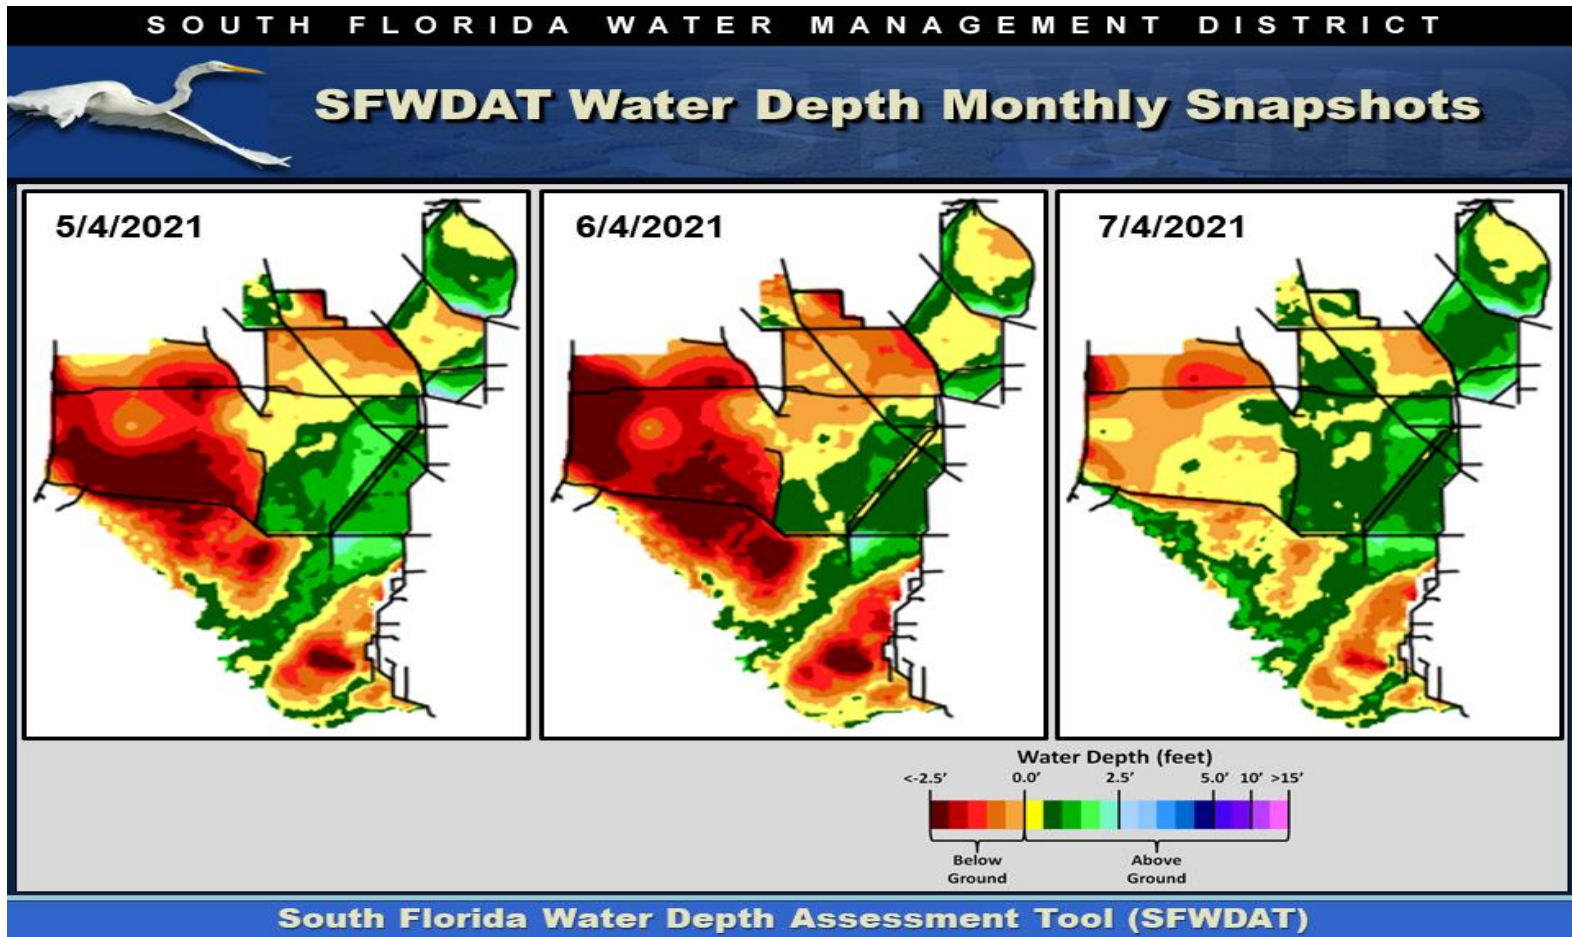 SOUTH FLORIDA WATER MANAGEMENT DISTRICT
SFWDAT Water Depth Monthly Snapshots
5/4/2021
6/4/2021
7/4/2021
Water Depth (feet)
<-2.5’ 0.0’ 2.5’ 5.0’ 10’ >15’
Below Above
Ground Ground
South Florida Water Depth Assessment Tool (SFWDAT)